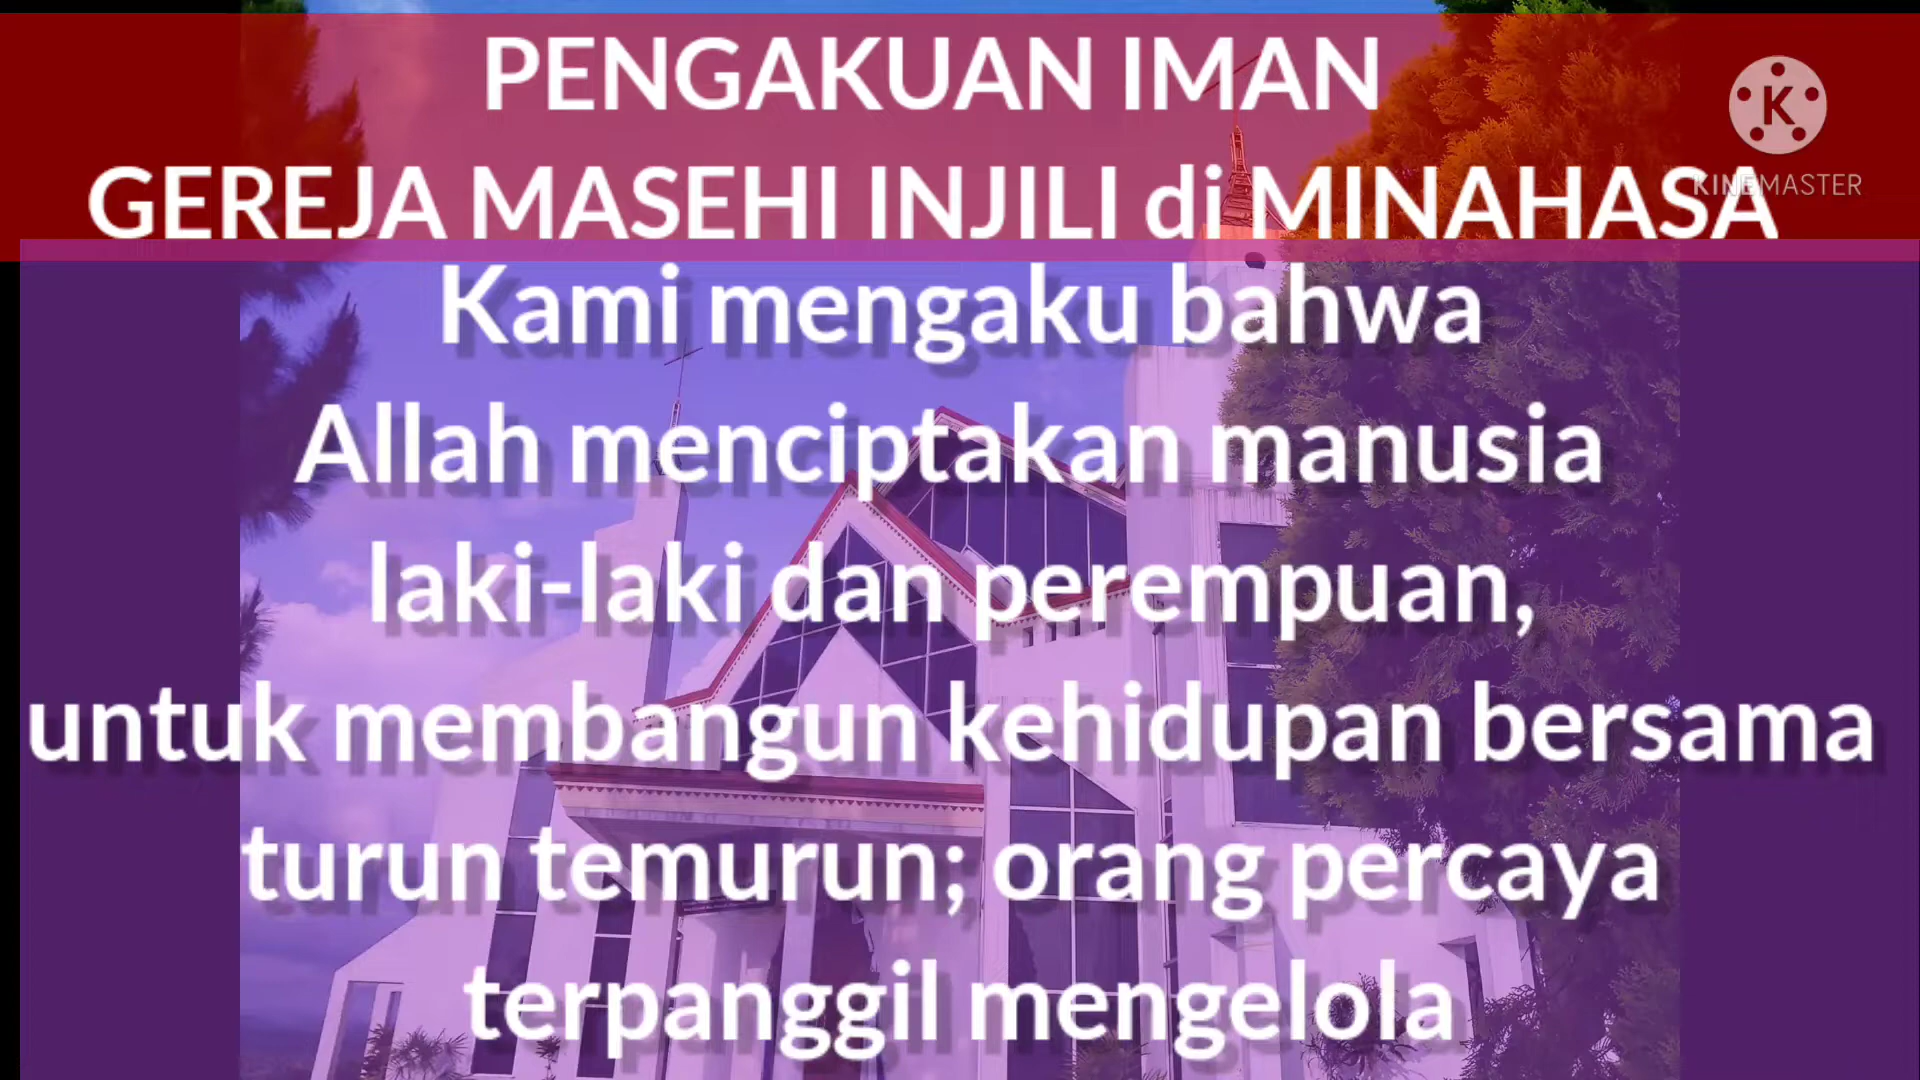 PENGAKUAN IMAN
GEREJA MASEHI INJILI di MINAHASA
K
KINEMASTER
Kami mengaku bahwa
Allah menciptakan manusia
laki-laki dan perempuan,
untuk membangun kehidupan bersama
turun temurun; orang percaya
terpanggil mengelola